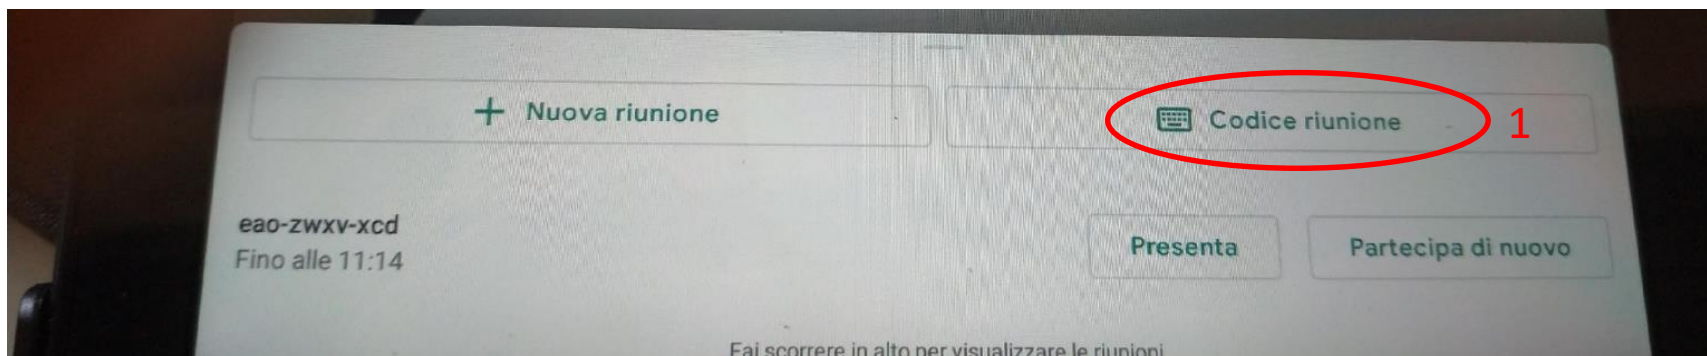 Nuova riunione
Codice riunione
1
eao-zwxv-xcd
Fino alle 11:14
Presenta
Partecipa di nuovo
Fai scorrere in alto per visualizzare le riunioni